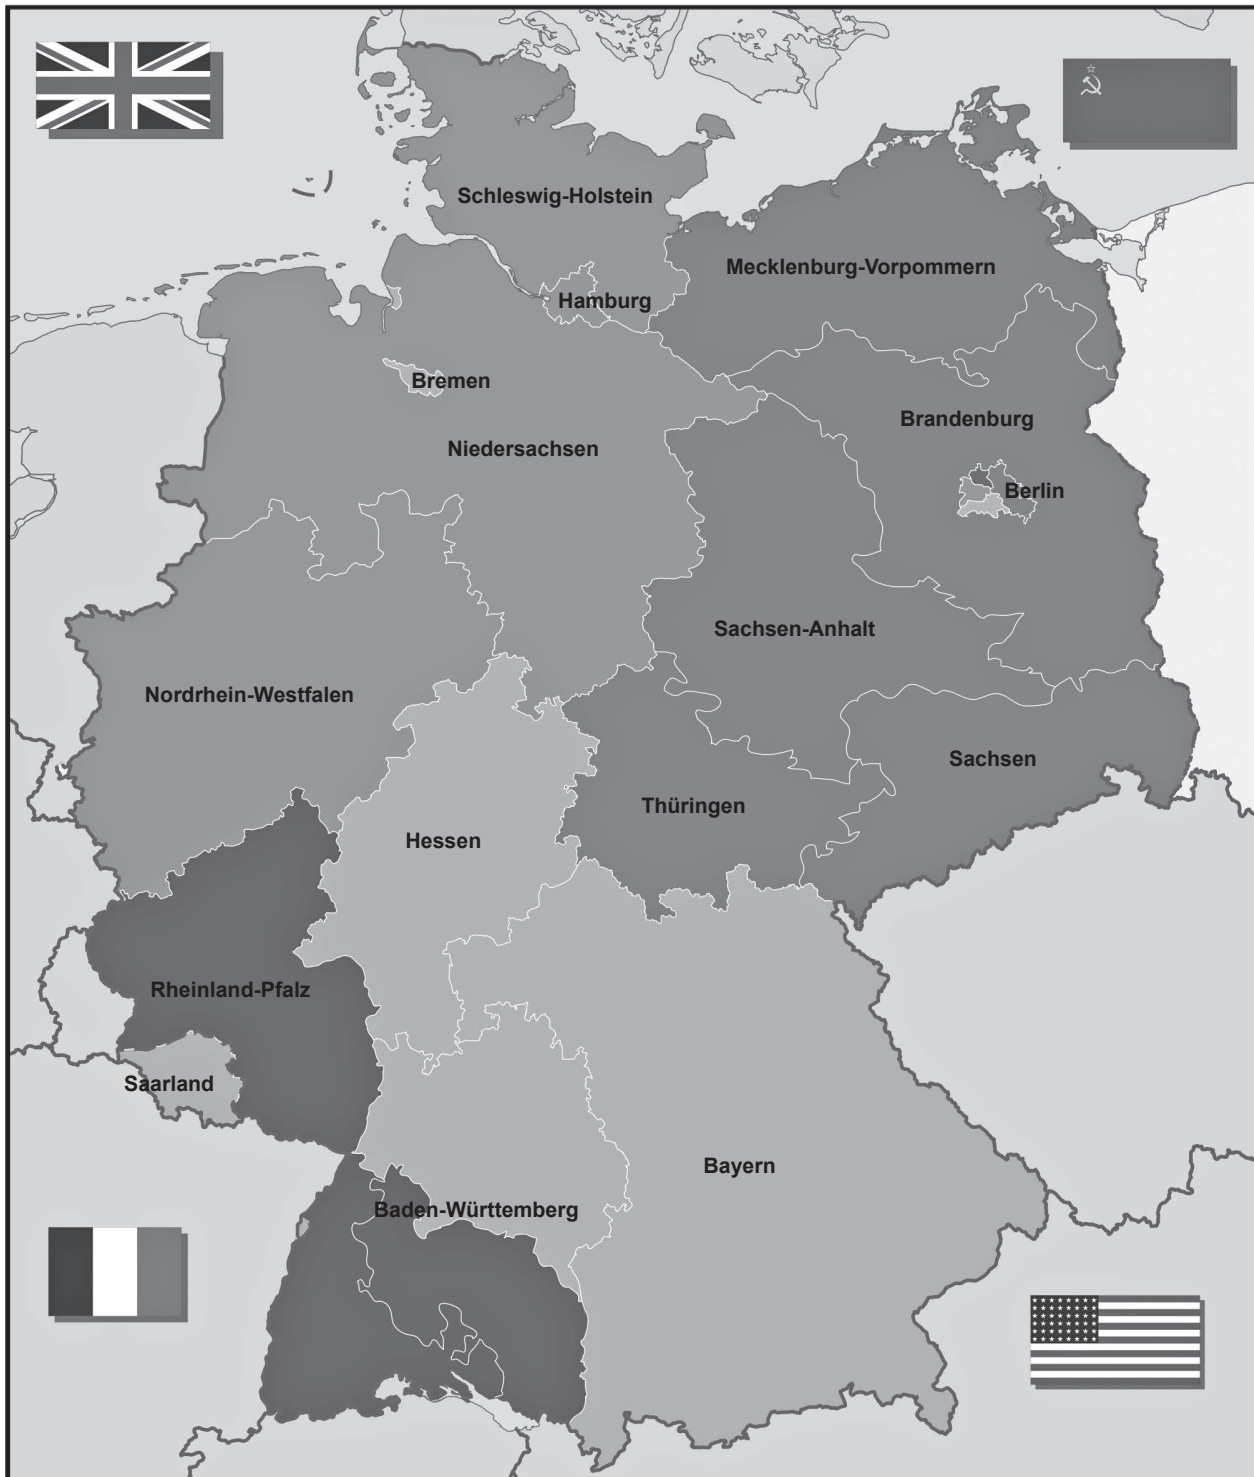 Schleswig-Holstein
Mecklenburg-Vorpommern
Hamburg
Bremen
Brandenburg
Niedersachsen
Berlin
Sachsen-Anhalt
Nordrhein-Westfalen
Sachsen
Thüringen
Hessen
Rheinland-Pfalz
Saarland
Bayern
Baden-Württemberg